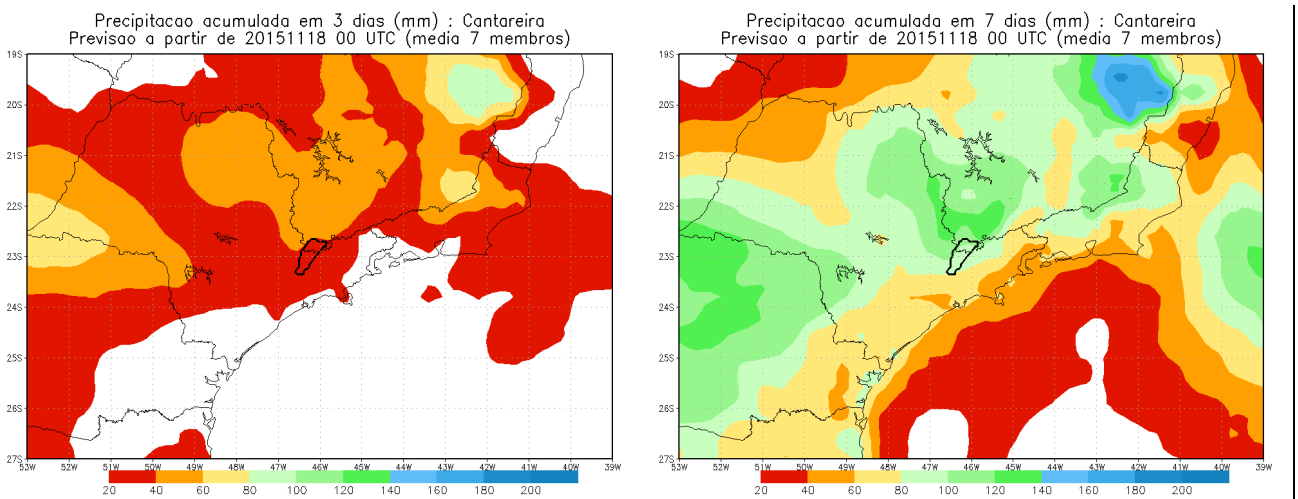 Precipitacao acumulada em 3 dias (mm) : Cantareira
Previsao a partir de 20151118 00 UTC (media 7 membros)
19S
20S
21S
22S
23S
24S
25S
26S
27S
53W 52W 51W 50W 49W 48W 47W 46W 45W 44W 43W 42W 41W 40W 39W
20 40 60 80 100 120 140 160 180 200
Precipitacao acumulada em 7 dias (mm) : Cantareira
Previsao a partir de 20151118 00 UTC (media 7 membros)
19S
20S
21S
22S
23S
24S
25S
26S
27S
53W 52W 51W 50W 49W 48W 47W 46W 45W 44W 43W 42W 41W 40W 39W
20 40 60 80 100 120 140 160 180 200